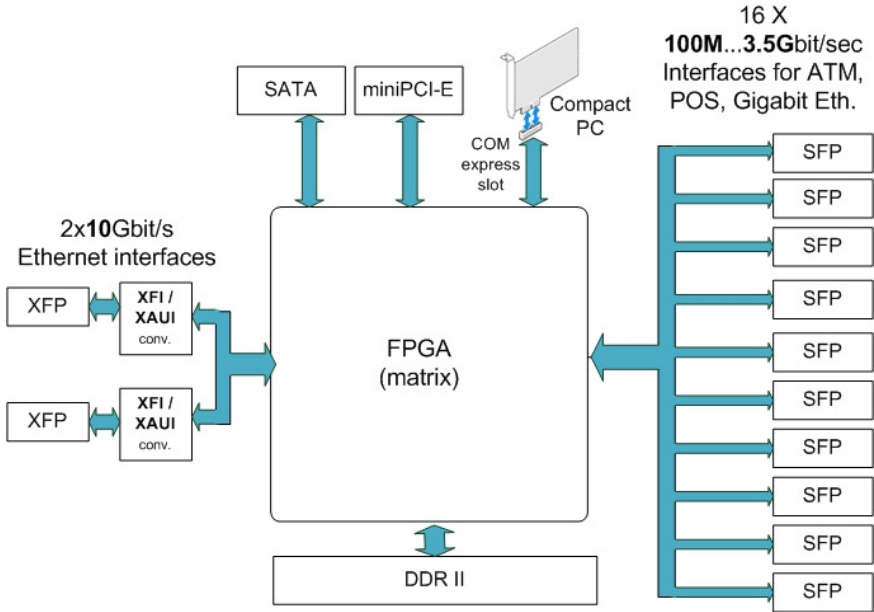 16 X
100M...3.5Gbit/sec
Interfaces for ATM,
POS, Gigabit Eth.
SATA
miniPCI-E
Compact
PC
COM
express
slot
2x10Gbit/s
Ethernet interfaces
XFP
XFI /
XAUI
conv.
XFP
XFI /
XAUI
conv.
FPGA
(matrix)
DDR II
SFP
SFP
SFP
SFP
SFP
SFP
SFP
SFP
SFP
SFP